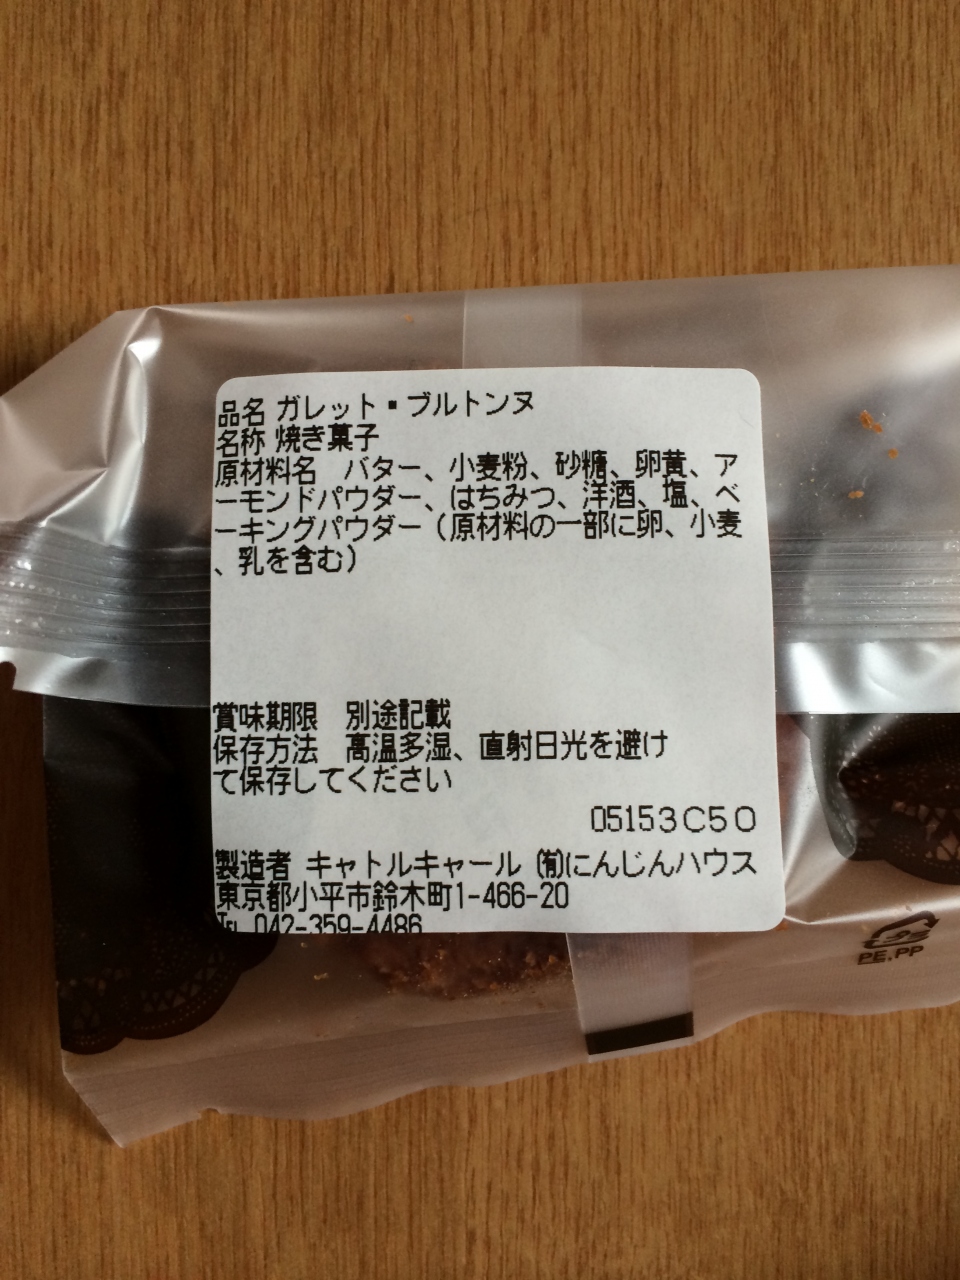 品名 ガレット・ブルトンヌ
名称 焼き菓子
原材料名　バター、小麦粉、砂糖、卵黄、ア
ーモンドパウダー、はちみつ、洋酒、塩、ベ
ーキングパウダー（原材料の一部に卵、小麦
、乳を含む）
賞味期限　別途記載
保存方法　高温多湿、直射日光を避け
て保存してください
05153C50
製造者 キャトルキャール ㈲にんじんハウス
東京都小平市鈴木町1-466-20
℡ 042-359-4486
PE,PP